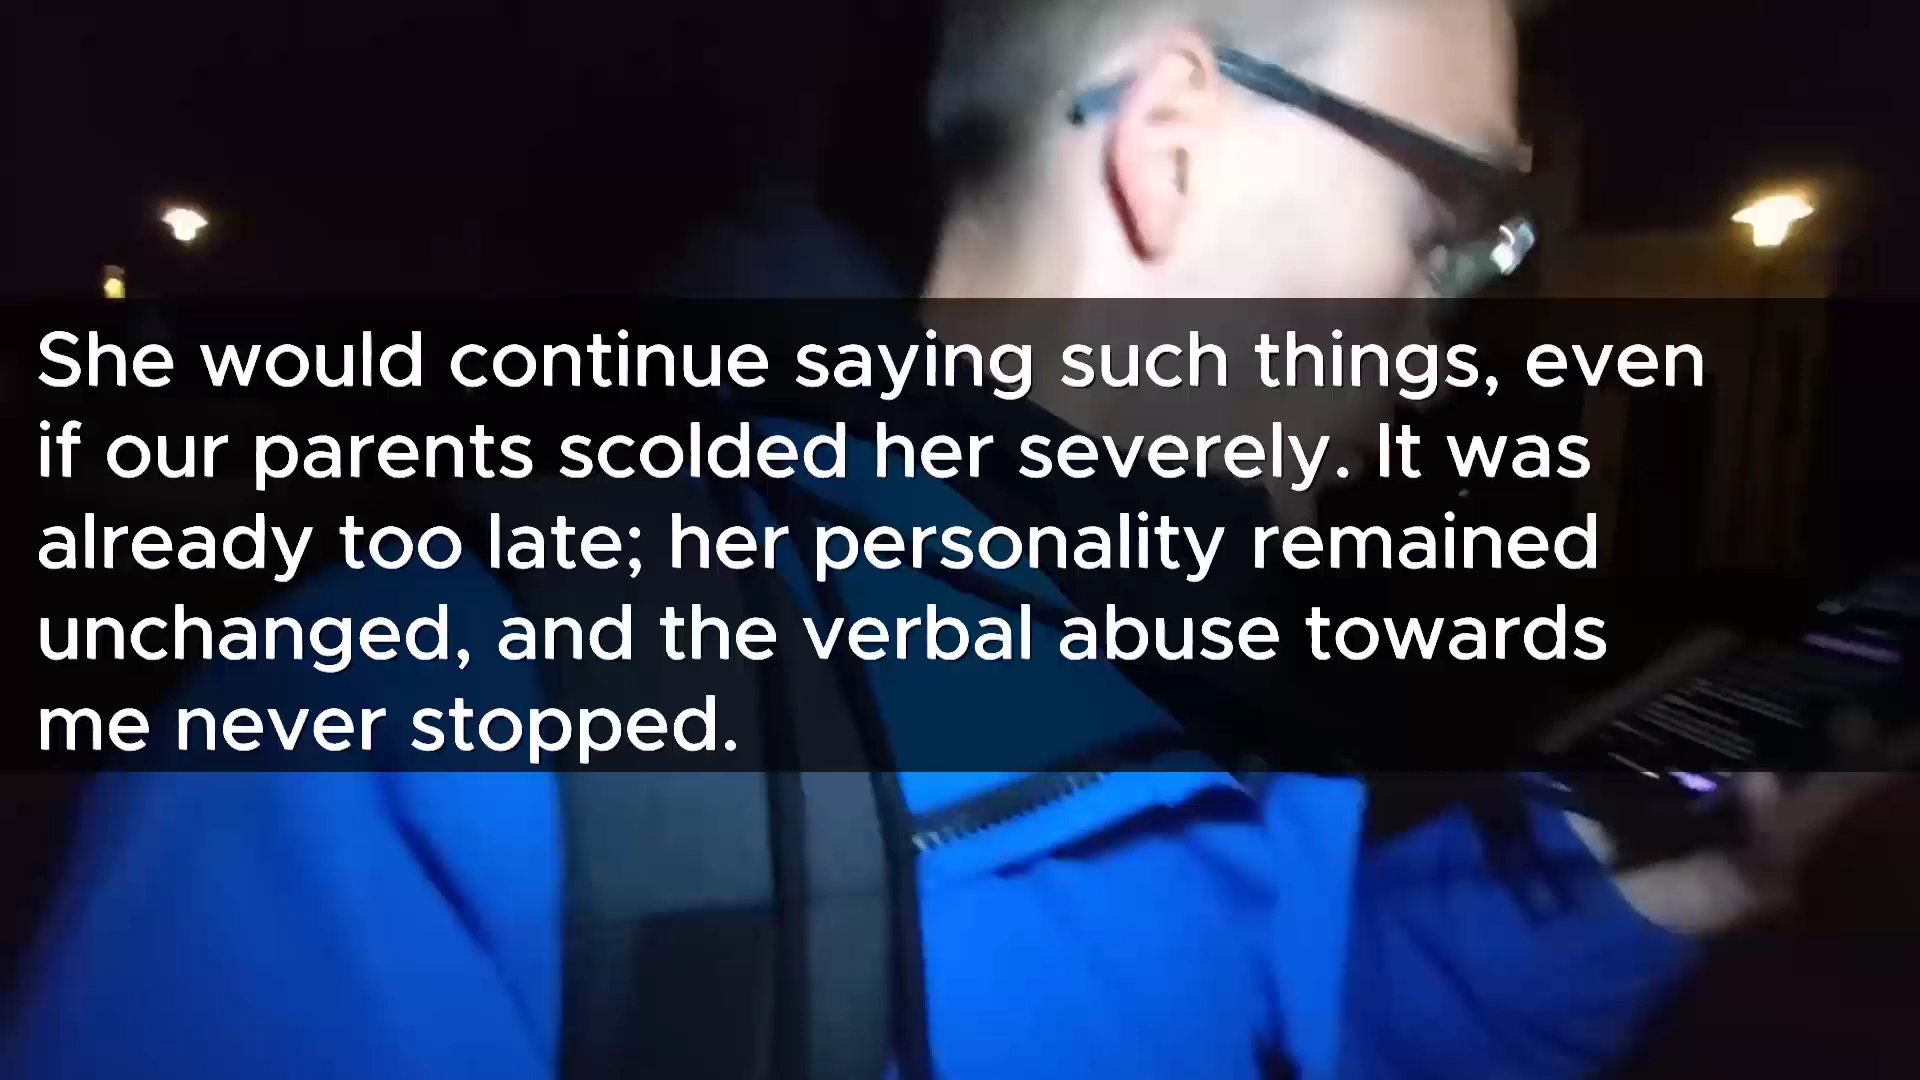 She would continue saying such things, even
if our parents scolded her severely. It was
already too late; her personality remained
unchanged, and the verbal abuse towards
me never stopped.